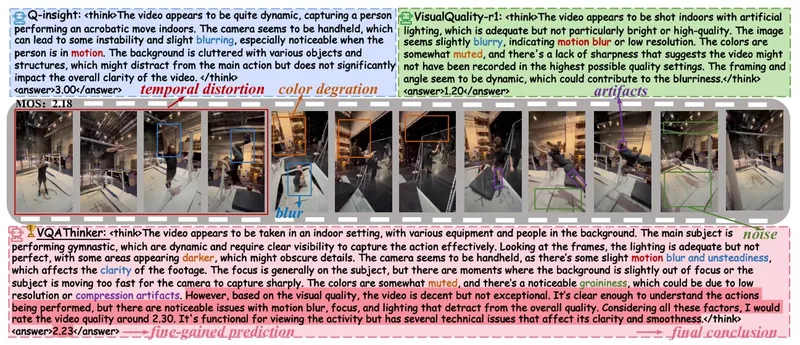 Q-insight: <think>The video appears to be quite dynamic, capturing a person
performing an acrobatic move indoors. The camera seems to be handheld, which
can lead to some instability and slight blurring, especially noticeable when the
person is in motion. The background is cluttered with various objects and
structures, which might distract from the main action but does not significantly
impact the overall clarity of the video. </think>
<answer>3.00</answer>
VisualQuality-r1: <think>The video appears to be shot indoors with artificial
lighting, which is adequate but not particularly bright or high-quality. The image
seems slightly blurry, indicating motion blur or low resolution. The colors are
somewhat muted, and there's a lack of sharpness that suggests the video might
not have been recorded in the highest possible quality settings. The framing and
angle seem to be dynamic, which could contribute to the blurriness.</think>
<answer>1.20</answer>
MOS: 2.18
temporal distortion
color degration
artifacts
blur
noise
VQAThinker: <think>The video appears to be taken in an indoor setting, with various equipment and people in the background. The main subject is
performing gymnastic, which are dynamic and require clear visibility to capture the action effectively. Looking at the frames, the lighting is adequate but not
perfect, with some areas appearing darker, which might obscure details. The camera seems to be handheld, as there's some slight motion blur and unsteadiness,
which affects the clarity of the footage. The focus is generally on the subject, but there are moments where the background is slightly out of focus or the
subject is moving too fast for the camera to capture sharply. The colors are somewhat muted, and there's a noticeable graininess, which could be due to low
resolution or compression artifacts. However, based on the visual quality, the video is decent but not exceptional. It's clear enough to understand the actions
being performed, but there are noticeable issues with motion blur, focus, and lighting that detract from the overall quality. Considering all these factors, I would
rate the video quality around 2.30. It's functional for viewing the activity but has several technical issues that affect its clarity and smoothness.</think>
<answer>2.23</answer>
fine-gained prediction
final conclusion